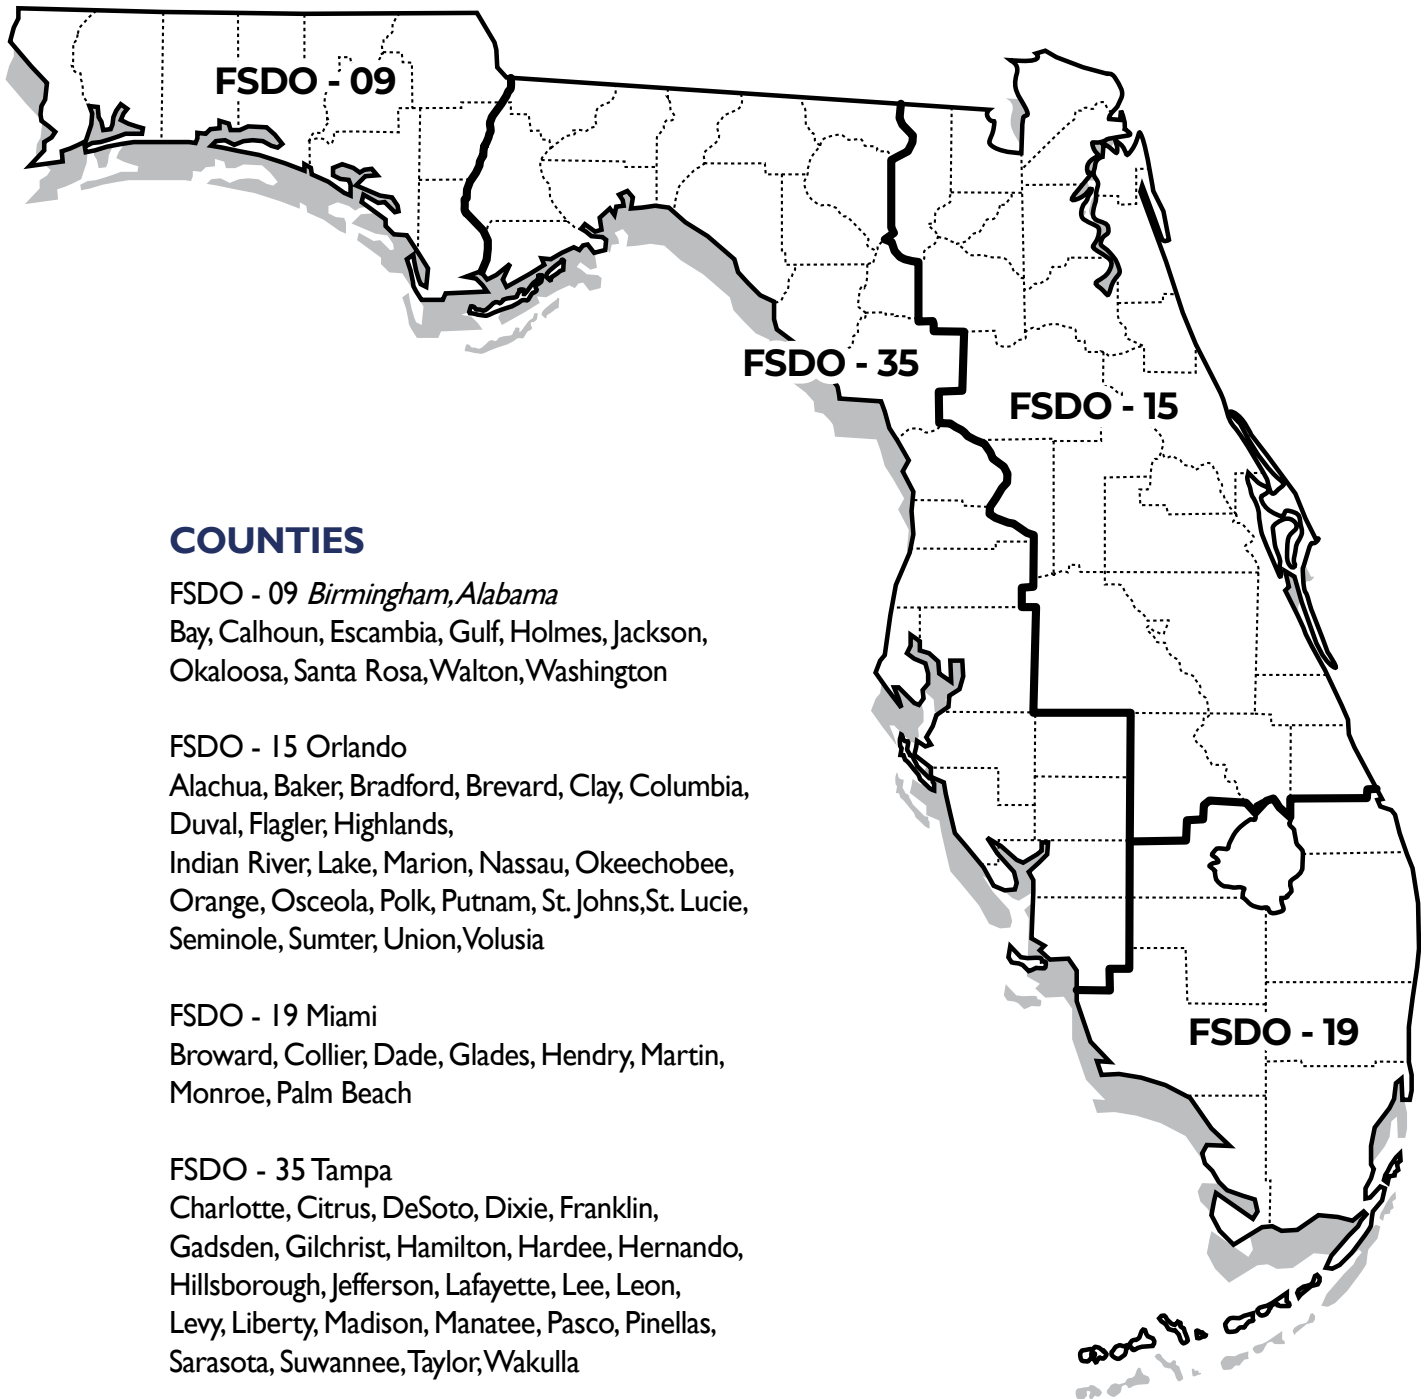 FSDO - 09
FSDO - 35
FSDO - 15
COUNTIES
FSDO - 09 Birmingham, Alabama
Bay, Calhoun, Escambia, Gulf, Holmes, Jackson,
Okaloosa, Santa Rosa, Walton, Washington
FSDO - 15 Orlando
Alachua, Baker, Bradford, Brevard, Clay, Columbia,
Duval, Flagler, Highlands,
Indian River, Lake, Marion, Nassau, Okeechobee,
Orange, Osceola, Polk, Putnam, St. Johns,St. Lucie,
Seminole, Sumter, Union, Volusia
FSDO - 19 Miami
Broward, Collier, Dade, Glades, Hendry, Martin,
Monroe, Palm Beach
FSDO - 35 Tampa
Charlotte, Citrus, DeSoto, Dixie, Franklin,
Gadsden, Gilchrist, Hamilton, Hardee, Hernando,
Hillsborough, Jefferson, Lafayette, Lee, Leon,
Levy, Liberty, Madison, Manatee, Pasco, Pinellas,
Sarasota, Suwannee, Taylor, Wakulla
FSDO - 19